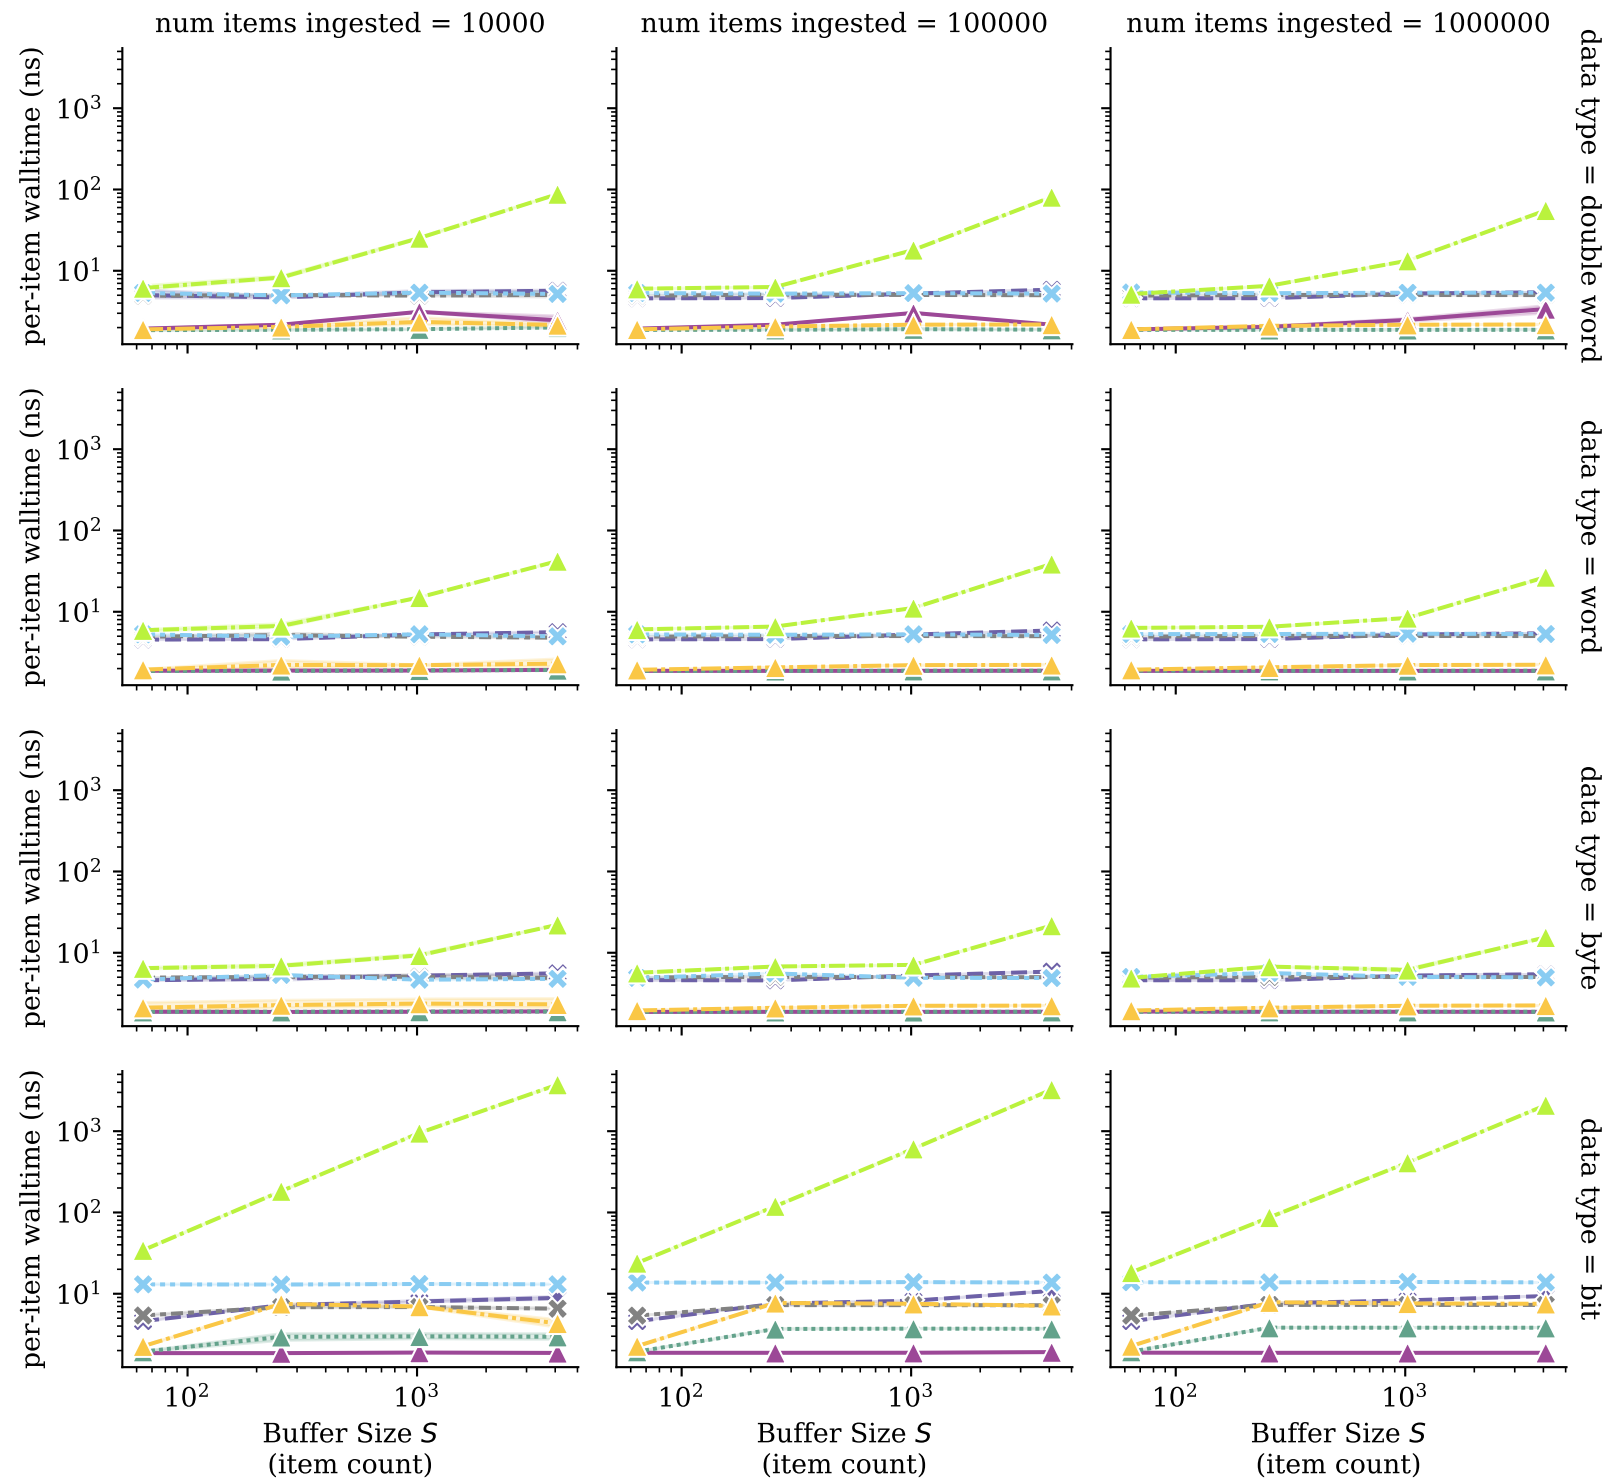 num items ingested = 10000
num items ingested = 100000
num items ingested = 1000000
per-item walltime (ns)
10³
10²
10¹
data type = double word
per-item walltime (ns)
10³
10²
10¹
data type = word
per-item walltime (ns)
10³
10²
10¹
data type = byte
per-item walltime (ns)
10³
10²
10¹
data type = bit
10² 10³
10² 10³
10² 10³
Buffer Size S
(item count)
Buffer Size S
(item count)
Buffer Size S
(item count)